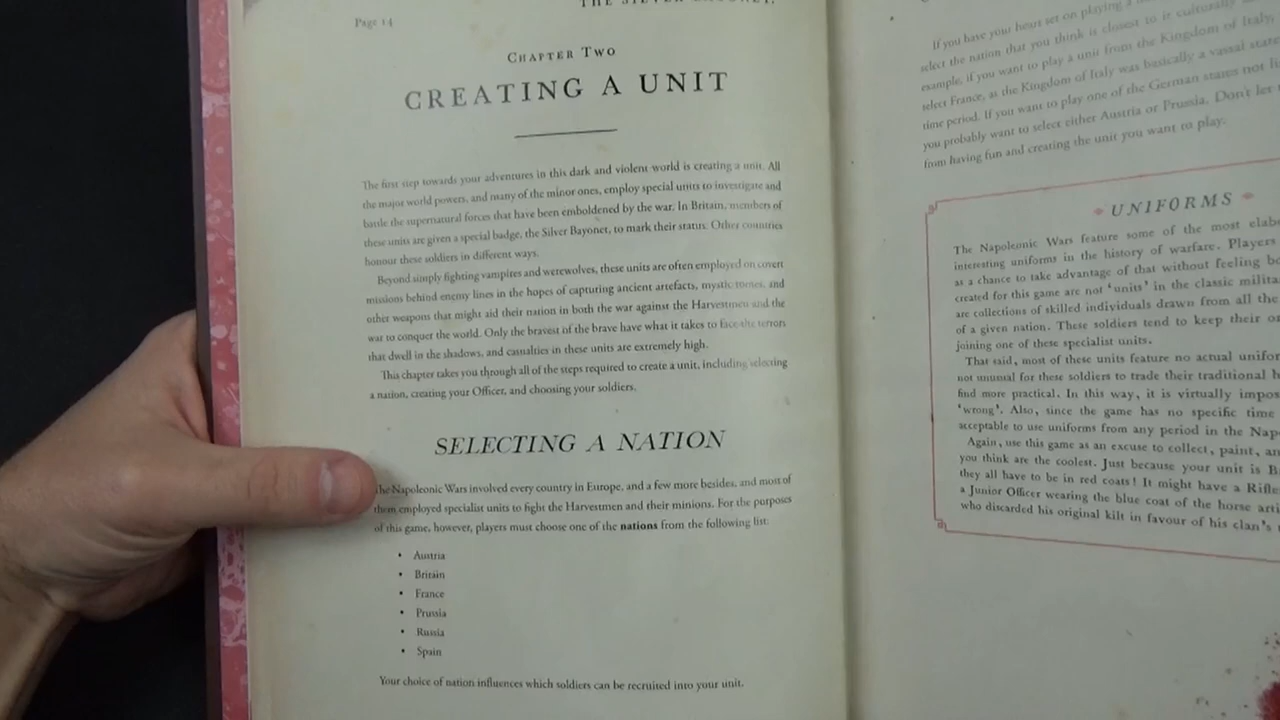 Page 14
THE SILVER BAYONET
CHAPTER TWO
CREATING A UNIT
The first step towards your adventures in this dark and violent world is creating a unit. All
the major world powers, and many of the minor ones, employ special units to investigate and
battle the supernatural forces that have been emboldened by the war. In Britain, members of
these units are given a special badge, the Silver Bayonet, to mark their status. Other countries
honour these soldiers in different ways.
Beyond simply fighting vampires and werewolves, these units are often employed on covert
missions behind enemy lines in the hopes of capturing ancient artefacts, mystic tomes, and
other weapons that might aid their nation in both the war against the Harvestmen and the
war to conquer the world. Only the bravest of the brave have what it takes to face the terrors
that dwell in the shadows, and casualties in these units are extremely high.
This chapter takes you through all of the steps required to create a unit, including selecting
a nation, creating your Officer, and choosing your soldiers.
SELECTING A NATION
The Napoleonic Wars involved every country in Europe, and a few more besides, and most of
them employed specialist units to fight the Harvestmen and their minions. For the purposes
of this game, however, players must choose one of the nations from the following list:
• Austria
• Britain
• France
• Prussia
• Russia
• Spain
Your choice of nation influences which soldiers can be recruited into your unit.
If you have your heart set on playing a
select the nation that you think is closest to it culturally
example, if you want to play a unit from the Kingdom of Italy,
select France, as the Kingdom of Italy was basically a vassal state
time period. If you want to play one of the German states not
you probably want to select either Austria or Prussia. Don't let
from having fun and creating the unit you want to play.
UNIFORMS
The Napoleonic Wars feature some of the most
interesting uniforms in the history of warfare. Players
as a chance to take advantage of that without feeling
created for this game are not 'units' in the classic
are collections of skilled individuals drawn from all the
of a given nation. These soldiers tend to keep their
joining one of these specialist units.
That said, most of these units feature no actual
not unusual for these soldiers to trade their traditional
find more practical. In this way, it is virtually
'wrong'. Also, since the game has no specific time
acceptable to use uniforms from any period in the
Again, use this game as an excuse to collect, paint,
you think are the coolest. Just because your unit is
they all have to be in red coats! It might have a
a Junior Officer wearing the blue coat of the horse
who discarded his original kilt in favour of his clan's